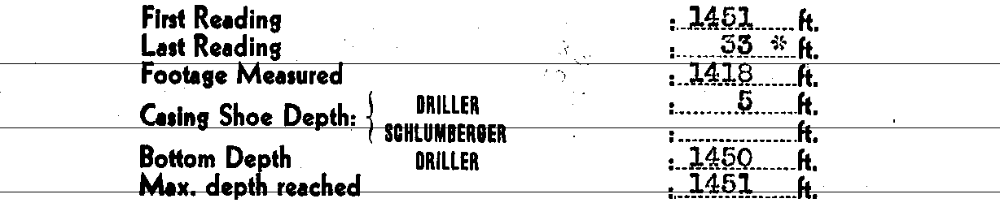 First Reading : 1451 ft.
Last Reading : 33 * ft.
Footage Measured : 1418 ft.
Casing Shoe Depth: { DRILLER : 5 ft.
SCHLUMBERGER : ft.
Bottom Depth DRILLER : 1450 ft.
Max. depth reached : 1451 ft.